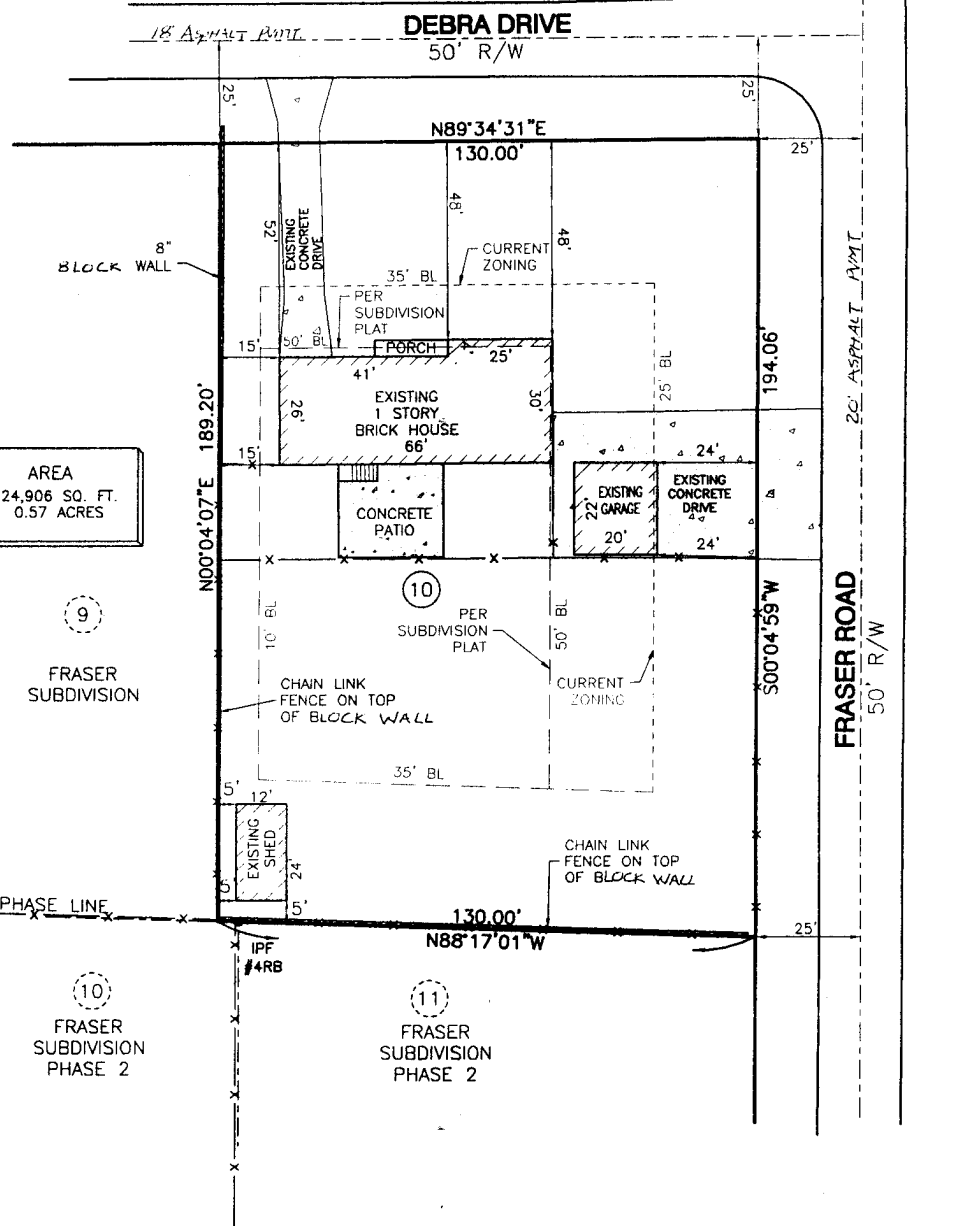 DEBRA DRIVE
18' ASPHALT PVMT.
50' R/W
25'
25'
N89°34'31"E
130.00'
25'
8"
BLOCK WALL
52'
EXISTING
CONCRETE
DRIVE
48'
48'
CURRENT
ZONING
35' BL
PER
SUBDIVISION
PLAT
50' BL
15'
PORCH
25'
41'
EXISTING
1 STORY
BRICK HOUSE
66'
26'
30'
25' BL
194.06'
20' ASPHALT PVMT
189.20'
15'
AREA
24,906 SQ. FT.
0.57 ACRES
N00°04'07"E
CONCRETE
PATIO
22'
EXISTING
GARAGE
20'
24'
EXISTING
CONCRETE
DRIVE
24'
10
9
FRASER
SUBDIVISION
10' BL
PER
SUBDIVISION
PLAT
50' BL
CURRENT
ZONING
S00°04'59"W
FRASER ROAD
50' R/W
CHAIN LINK
FENCE ON TOP
OF BLOCK WALL
35' BL
5'
12'
EXISTING
SHED
24'
5'
5'
CHAIN LINK
FENCE ON TOP
OF BLOCK WALL
PHASE LINE
130.00'
N88°17'01"W
25'
IPF
#4RB
10
FRASER
SUBDIVISION
PHASE 2
11
FRASER
SUBDIVISION
PHASE 2